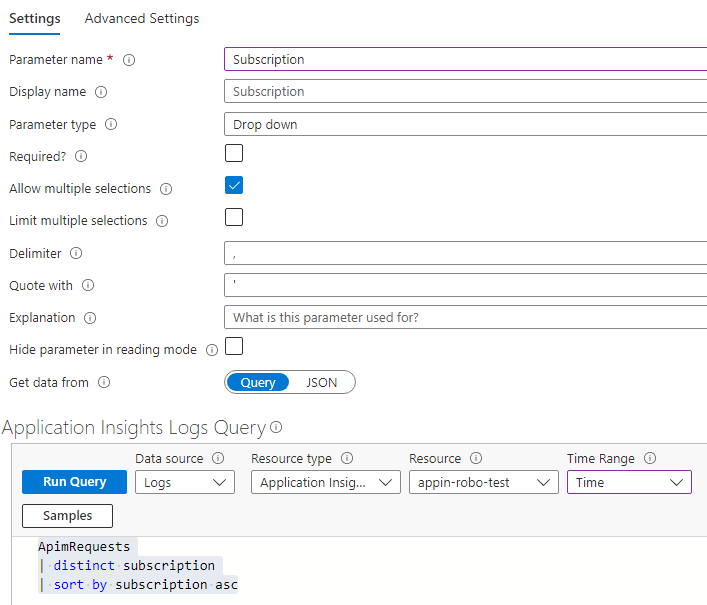 Settings Advanced Settings
Parameter name * Subscription
Display name Subscription
Parameter type Drop down
Required?
Allow multiple selections
Limit multiple selections
Delimiter ,
Quote with '
Explanation What is this parameter used for?
Hide parameter in reading mode
Get data from Query JSON
Application Insights Logs Query
Data source Resource type Resource Time Range
Run Query Logs Application Insig... appin-robo-test Time
Samples
ApimRequests
| distinct subscription
| sort by subscription asc